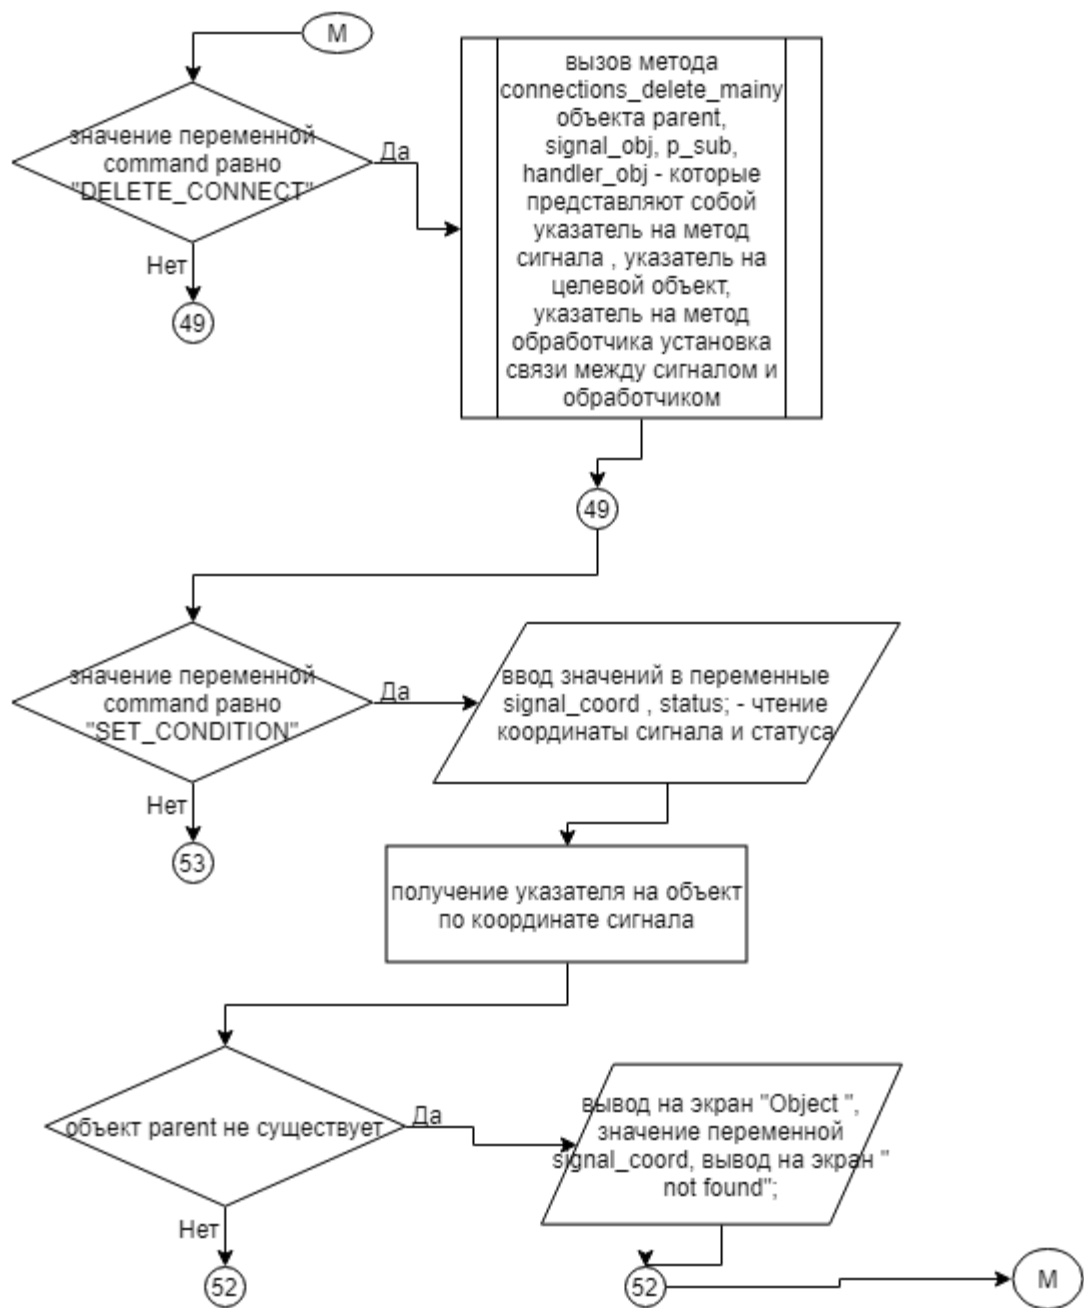 М
значение переменной
command равно
"DELETE_CONNECT"
Да
Нет
49
вызов метода
connections_delete_mainy
объекта parent,
signal_obj, p_sub,
handler_obj - которые
представляют собой
указатель на метод
сигнала , указатель на
целевой объект,
указатель на метод
обработчика установка
связи между сигналом и
обработчиком
49
значение переменной
command равно
"SET_CONDITION"
Да
Нет
53
ввод значений в переменные
signal_coord , status; - чтение
координаты сигнала и статуса
получение указателя на объект
по координате сигнала
объект parent не существует
Да
Нет
52
вывод на экран "Object ",
значение переменной
signal_coord, вывод на экран "
not found";
52
М